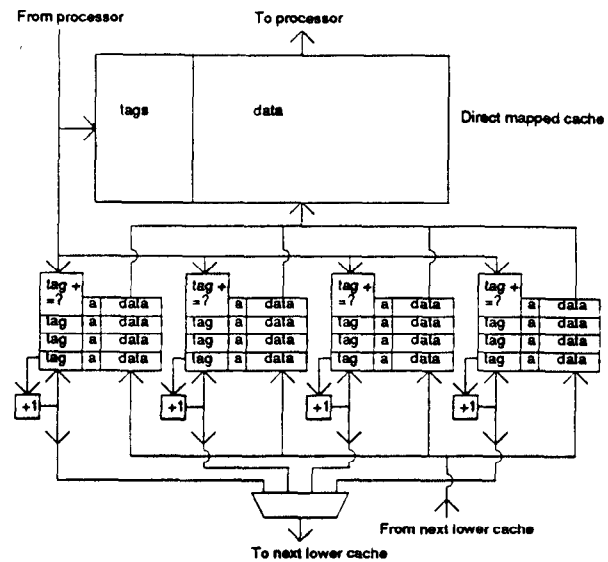 From processor To processor
tags data
Direct mapped cache
tag + tag + tag + tag +
=? a data =? a data =? a data =? a data
tag a data tag a data tag a data tag a data
tag a data tag a data tag a data tag a data
tag a data tag a data tag a data tag a data
+1 +1 +1 +1
From next lower cache
To next lower cache